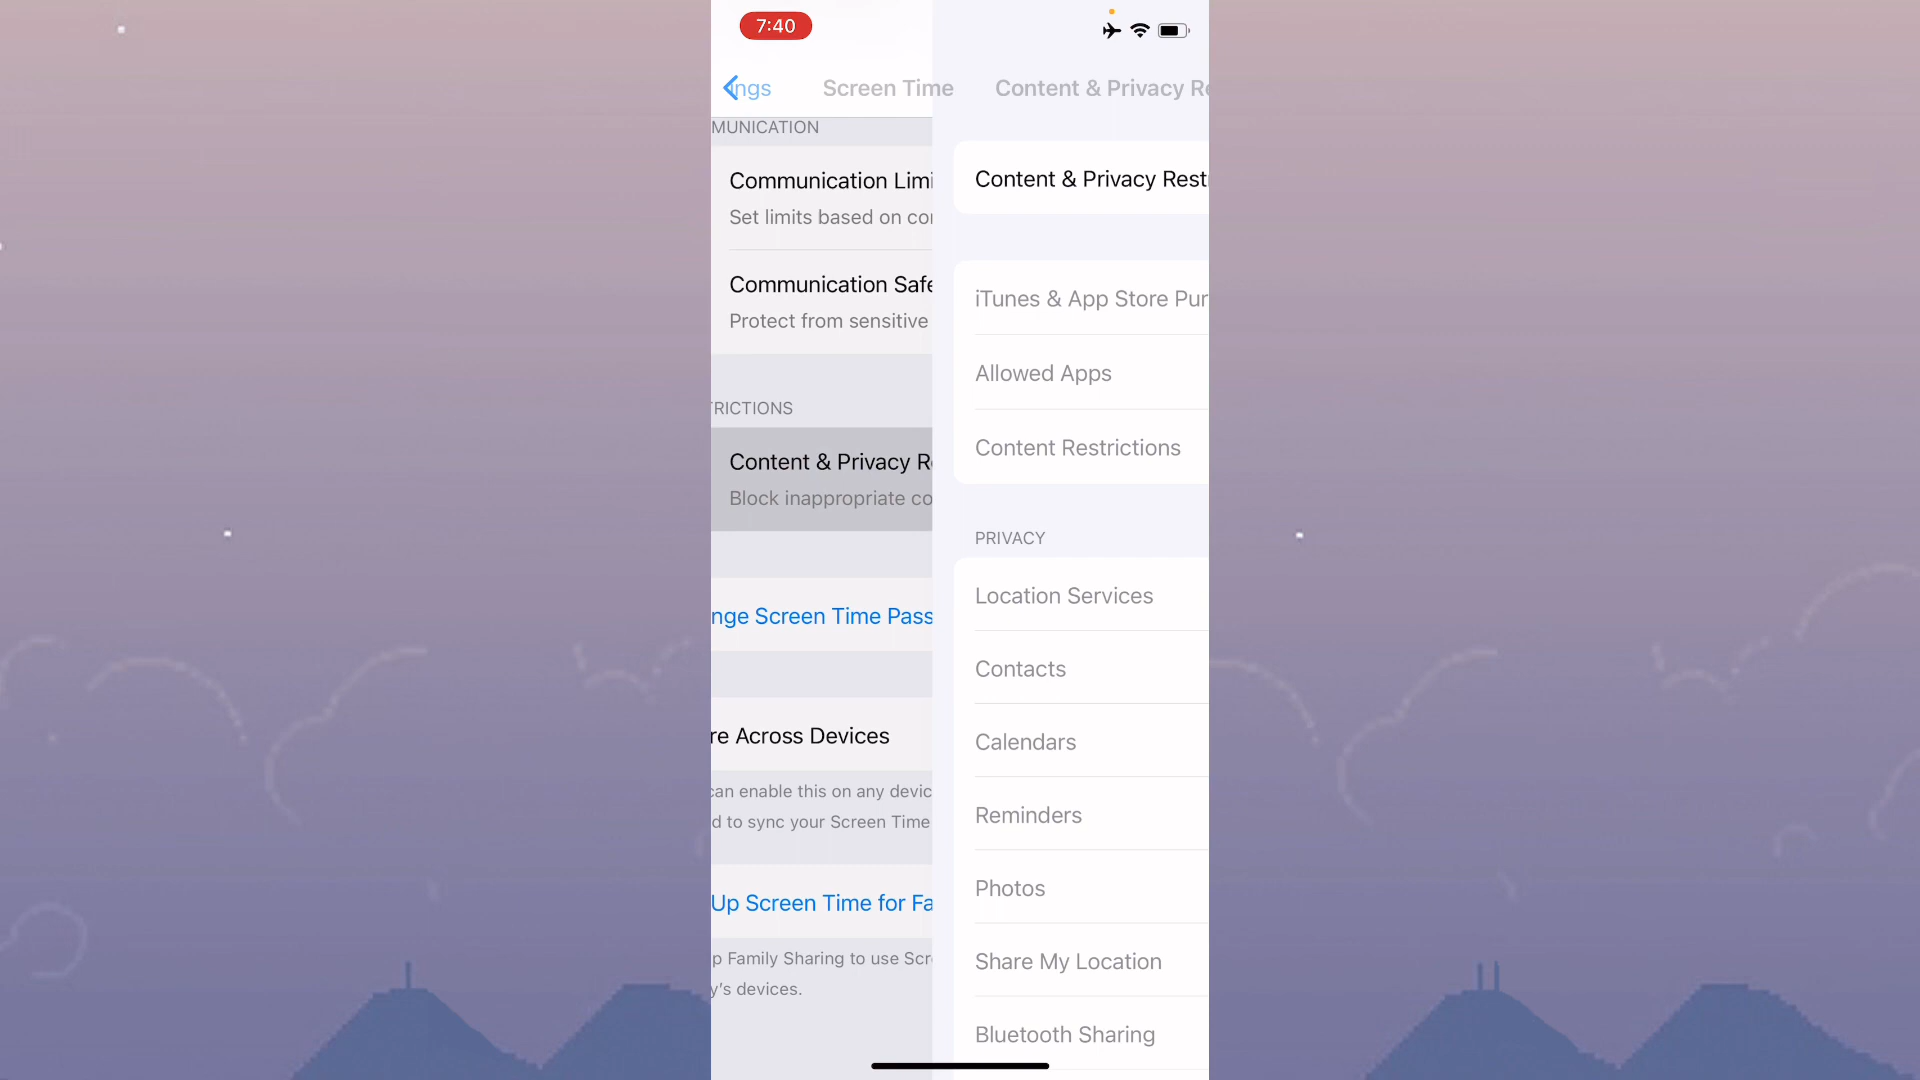 7:40
ings
Screen Time
Content & Privacy Re
MUNICATION
Communication Limi
Set limits based on cor
Communication Safe
Protect from sensitive
RICTIONS
Content & Privacy R
Block inappropriate co
nge Screen Time Pass
re Across Devices
can enable this on any devic
d to sync your Screen Time
Up Screen Time for Fa
p Family Sharing to use Scr
y's devices.
Content & Privacy Restr
iTunes & App Store Pur
Allowed Apps
Content Restrictions
PRIVACY
Location Services
Contacts
Calendars
Reminders
Photos
Share My Location
Bluetooth Sharing